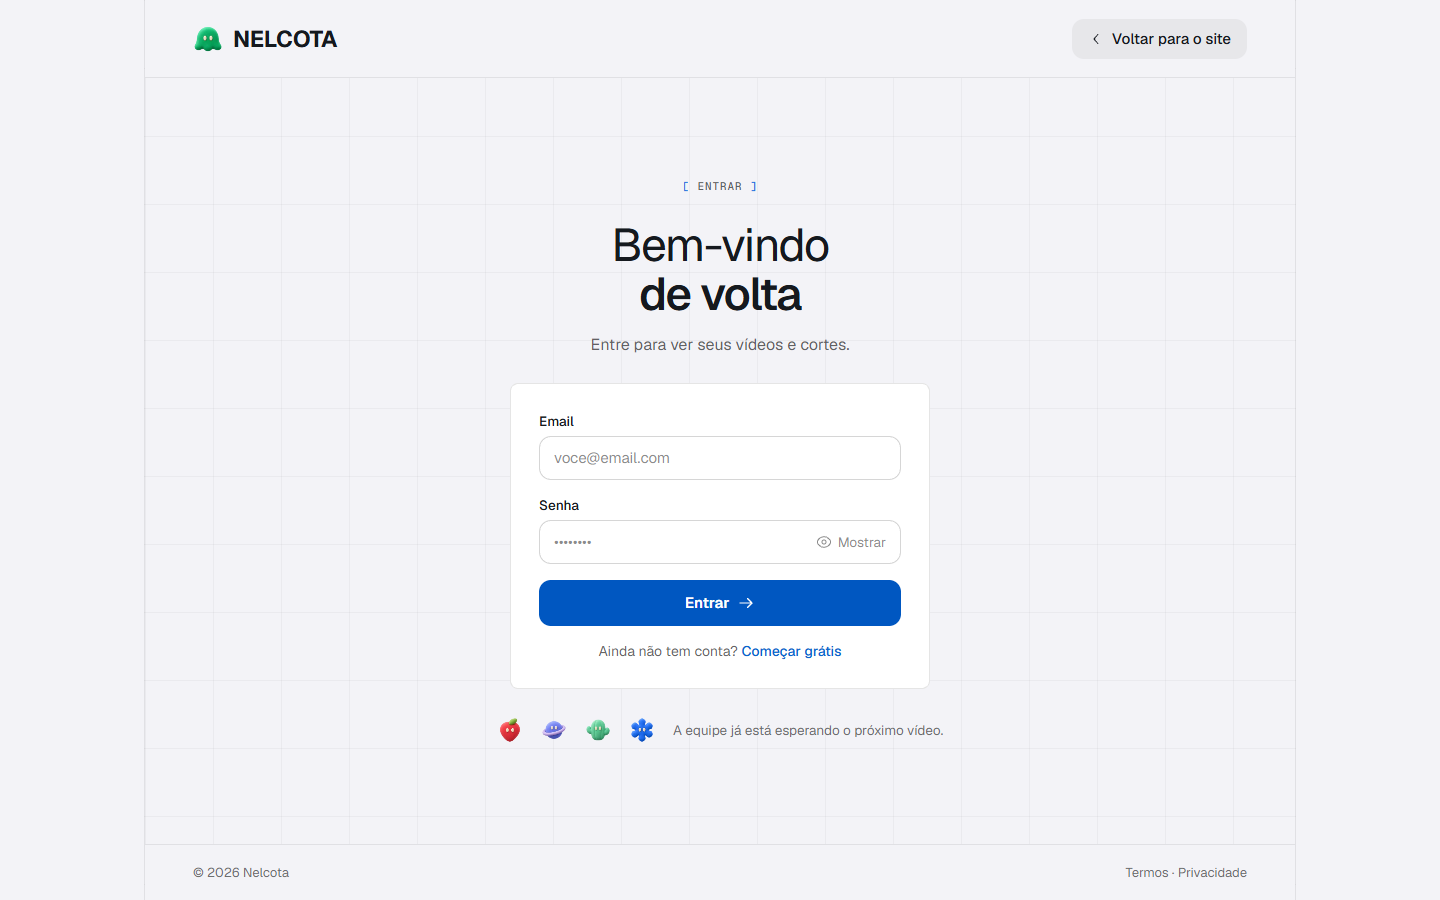 NELCOTA
Voltar para o site
[ ENTRAR ]
Bem-vindo
de volta
Entre para ver seus vídeos e cortes.
Email
voce@email.com
Senha
••••••••
Mostrar
Entrar →
Ainda não tem conta? Começar grátis
A equipe já está esperando o próximo vídeo.
© 2026 Nelcota
Termos · Privacidade